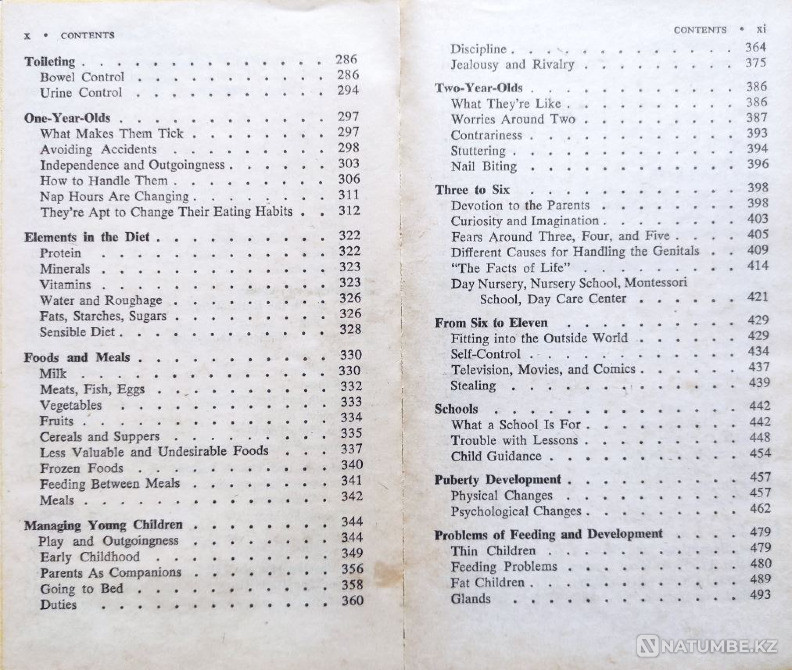 x • CONTENTS
Toileting . . . . . . . . . . . . . . 286
Bowel Control . . . . . . . . . . . . 286
Urine Control . . . . . . . . . . . . 294
One-Year-Olds . . . . . . . . . . . . 297
What Makes Them Tick . . . . . . . . 297
Avoiding Accidents . . . . . . . . . 298
Independence and Outgoingness . . . . . 303
How to Handle Them . . . . . . . . . 306
Nap Hours Are Changing . . . . . . . . 311
They're Apt to Change Their Eating Habits . . 312
Elements in the Diet . . . . . . . . . . 322
Protein . . . . . . . . . . . . . . 322
Minerals . . . . . . . . . . . . . 323
Vitamins . . . . . . . . . . . . . 323
Water and Roughage . . . . . . . . . 326
Fats, Starches, Sugars . . . . . . . . 326
Sensible Diet . . . . . . . . . . . . 328
Foods and Meals . . . . . . . . . . . 330
Milk . . . . . . . . . . . . . . . 330
Meats, Fish, Eggs . . . . . . . . . . 332
Vegetables . . . . . . . . . . . . 333
Fruits . . . . . . . . . . . . . . 334
Cereals and Suppers . . . . . . . . . 335
Less Valuable and Undesirable Foods . . . 337
Frozen Foods . . . . . . . . . . . 340
Feeding Between Meals . . . . . . . . 341
Meals . . . . . . . . . . . . . . 342
Managing Young Children . . . . . . . . 344
Play and Outgoingness . . . . . . . . 344
Early Childhood . . . . . . . . . . 349
Parents As Companions . . . . . . . . 356
Going to Bed . . . . . . . . . . . 358
Duties . . . . . . . . . . . . . 360
CONTENTS • xi
Discipline . . . . . . . . . . . . . 364
Jealousy and Rivalry . . . . . . . . . 375
Two-Year-Olds . . . . . . . . . . . . 386
What They're Like . . . . . . . . . . 386
Worries Around Two . . . . . . . . . 387
Contrariness . . . . . . . . . . . . 393
Stuttering . . . . . . . . . . . . . 394
Nail Biting . . . . . . . . . . . . 396
Three to Six . . . . . . . . . . . . 398
Devotion to the Parents . . . . . . . . 398
Curiosity and Imagination . . . . . . . 403
Fears Around Three, Four, and Five . . . . 405
Different Causes for Handling the Genitals . . 409
"The Facts of Life" . . . . . . . . . 414
Day Nursery, Nursery School, Montessori
School, Day Care Center . . . . . . . 421
From Six to Eleven . . . . . . . . . . 429
Fitting into the Outside World . . . . . . 429
Self-Control . . . . . . . . . . . . 434
Television, Movies, and Comics . . . . . . 437
Stealing . . . . . . . . . . . . . 439
Schools . . . . . . . . . . . . . . 442
What a School Is For . . . . . . . . . 442
Trouble with Lessons . . . . . . . . . 448
Child Guidance . . . . . . . . . . . 454
Puberty Development . . . . . . . . . . 457
Physical Changes . . . . . . . . . . 457
Psychological Changes . . . . . . . . . 462
Problems of Feeding and Development . . . . 479
Thin Children . . . . . . . . . . . 479
Feeding Problems . . . . . . . . . . 480
Fat Children . . . . . . . . . . . . 489
Glands . . . . . . . . . . . . . 493
NATUMBE.KZ